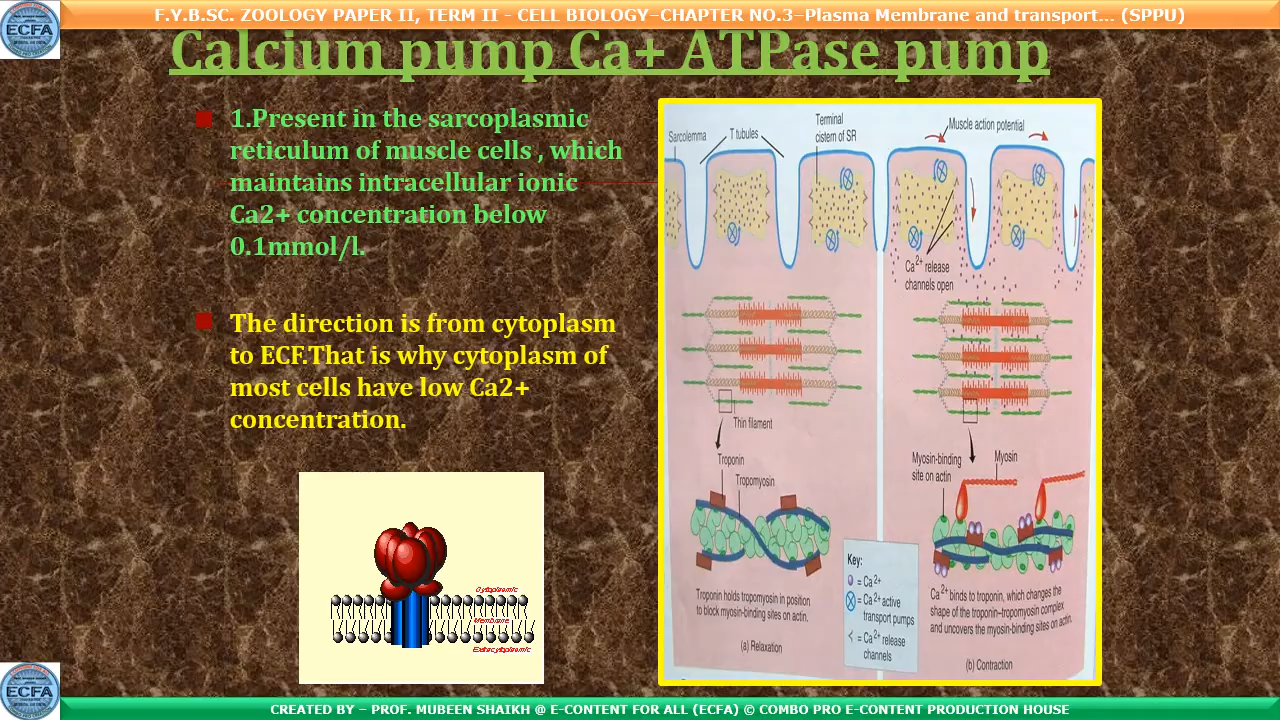 F.Y.B.SC. ZOOLOGY PAPER II, TERM II - CELL BIOLOGY–CHAPTER NO.3–Plasma Membrane and transport... (SPPU)
ECFA
Calcium pump Ca+ ATPase pump
1.Present in the sarcoplasmic
reticulum of muscle cells , which
maintains intracellular ionic
Ca2+ concentration below
0.1mmol/l.
The direction is from cytoplasm
to ECF.That is why cytoplasm of
most cells have low Ca2+
concentration.
Cytoplasmic
Membrane
Extracytoplasmic
Sarcolemma
T tubules
Terminal
cistern of SR
Thin filament
Troponin
Tropomyosin
Troponin holds tropomyosin in position
to block myosin-binding sites on actin.
(a) Relaxation
Muscle action potential
Ca2+ release
channels open
Myosin-binding
site on actin
Myosin
Key:
= Ca2+
= Ca2+ active
transport pumps
= Ca2+ release
channels
Ca2+ binds to troponin, which changes the
shape of the troponin–tropomyosin complex
and uncovers the myosin-binding sites on actin.
(b) Contraction
ECFA
CREATED BY – PROF. MUBEEN SHAIKH @ E-CONTENT FOR ALL (ECFA) © COMBO PRO E-CONTENT PRODUCTION HOUSE